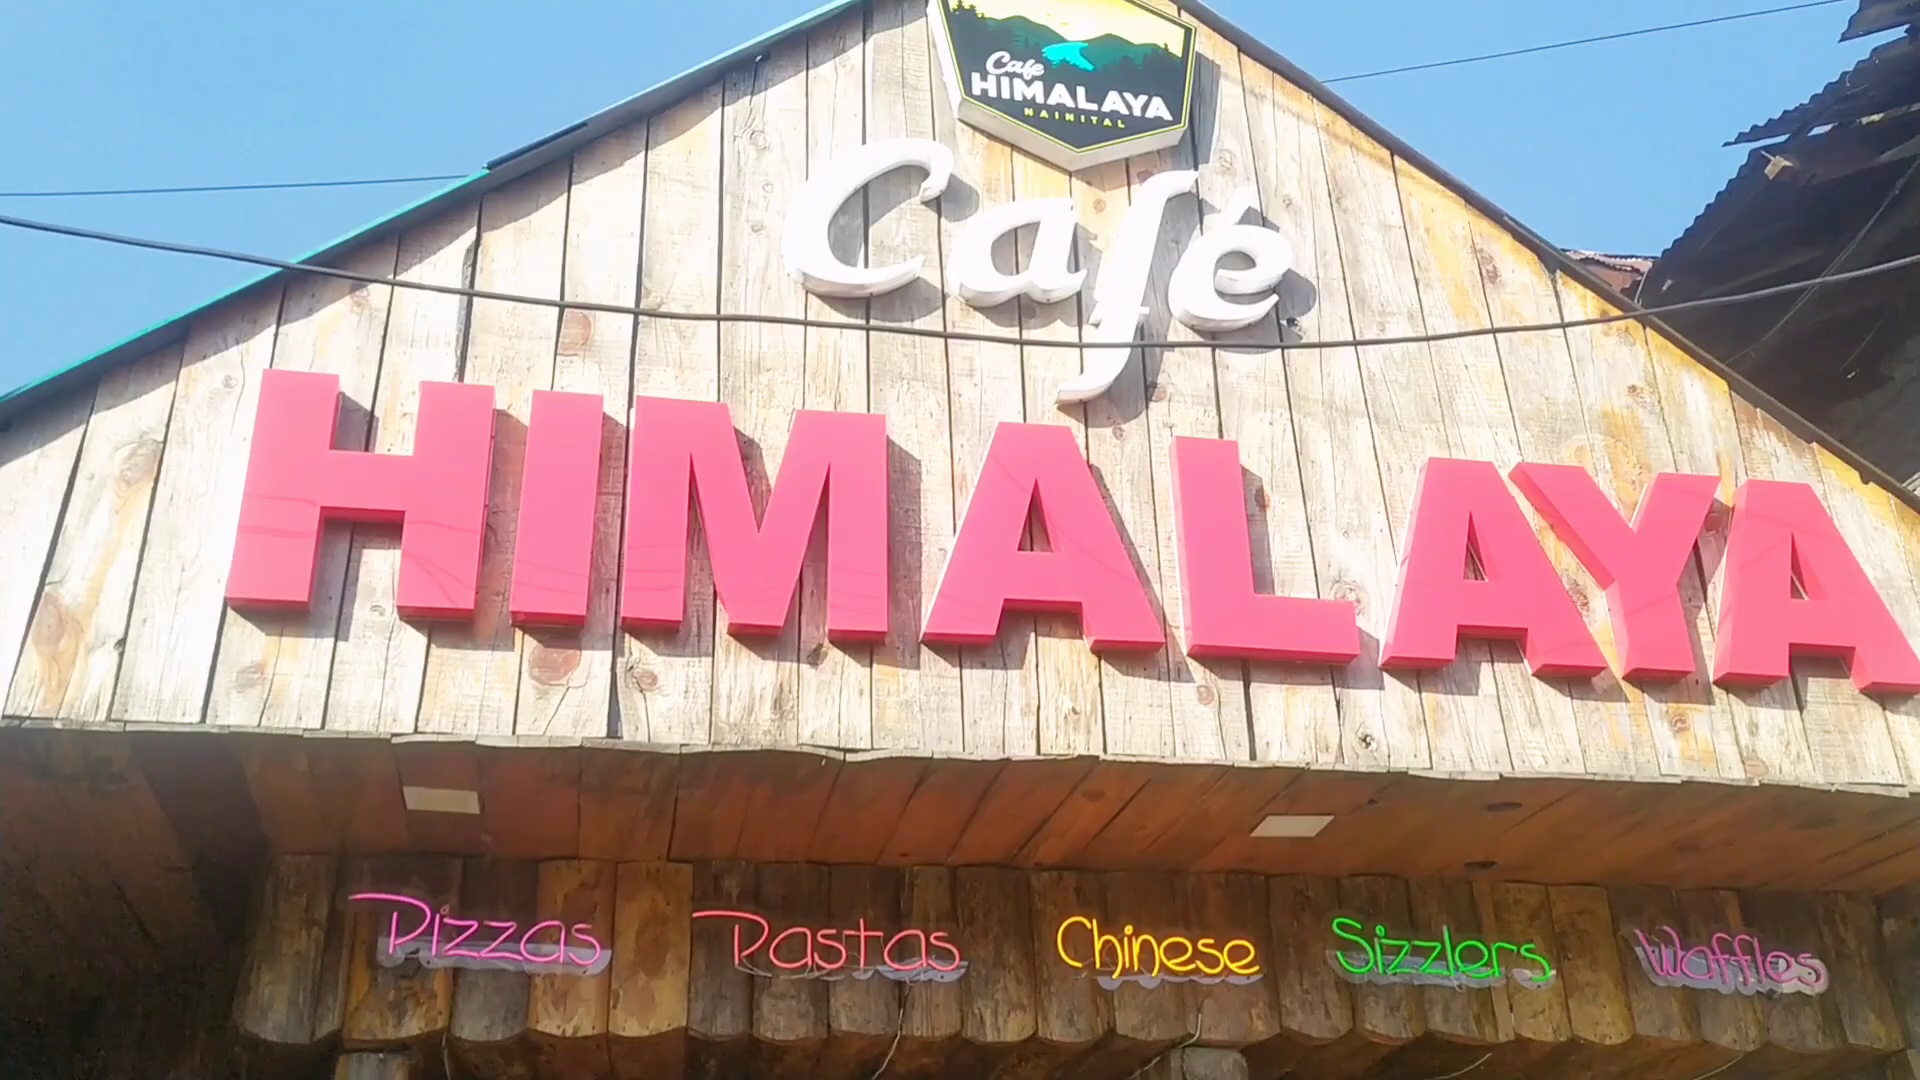 Cafe
HIMALAYA
NAINITAL
Café
HIMALAYA
Pizzas Pastas Chinese Sizzlers Waffles